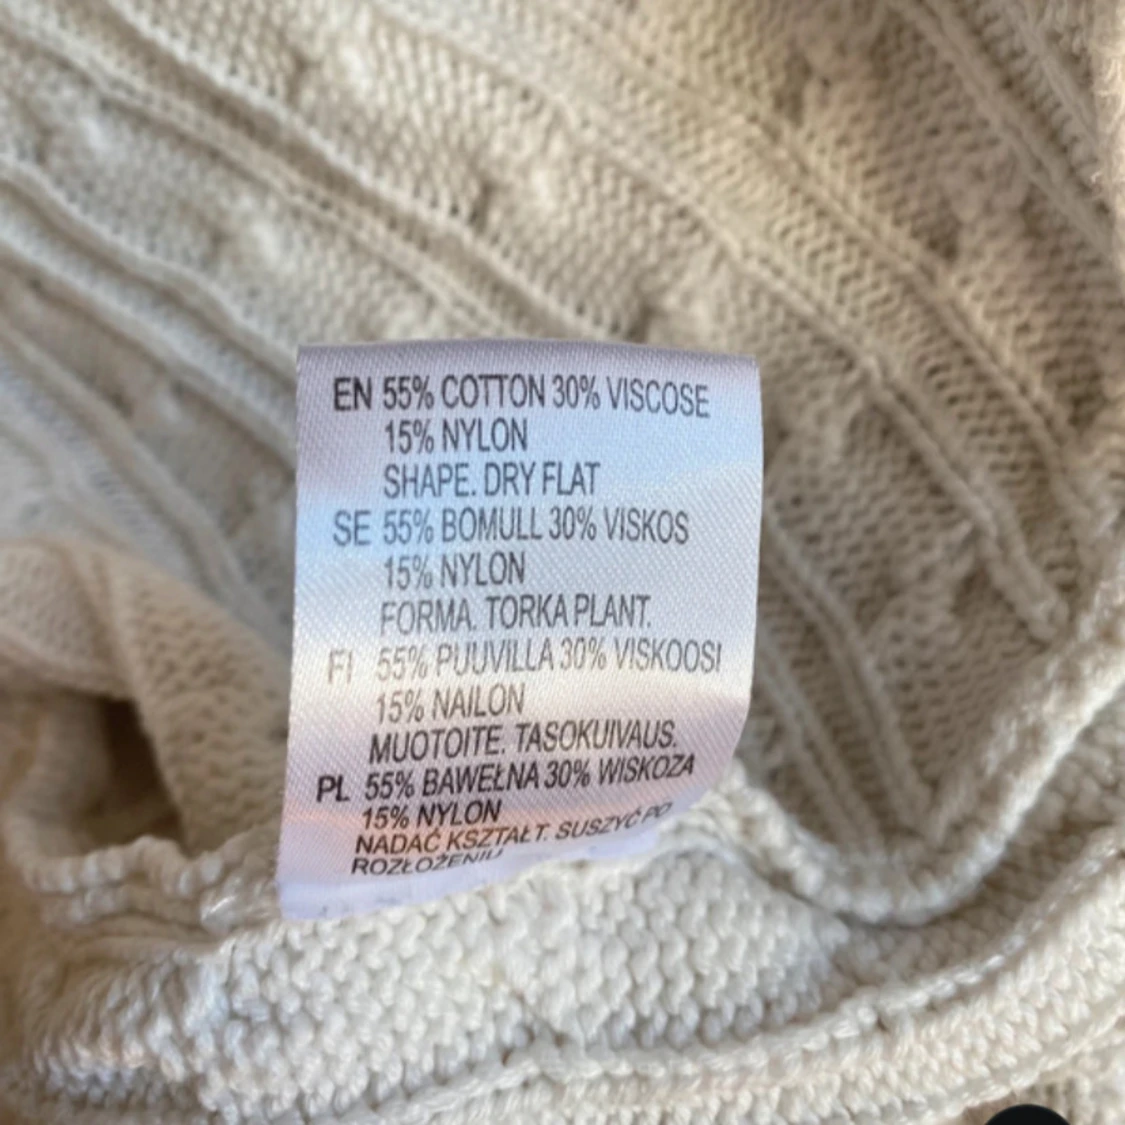 EN 55% COTTON 30% VISCOSE
15% NYLON
SHAPE. DRY FLAT
SE 55% BOMULL 30% VISKOS
15% NYLON
FORMA. TORKA PLANT.
FI 55% PUUVILLA 30% VISKOOSI
15% NAILON
MUOTOITE. TASOKUIVAUS.
PL 55% BAWEŁNA 30% WISKOZA
15% NYLON
NADAĆ KSZTAŁT. SUSZYĆ PO
ROZŁOŻENIU